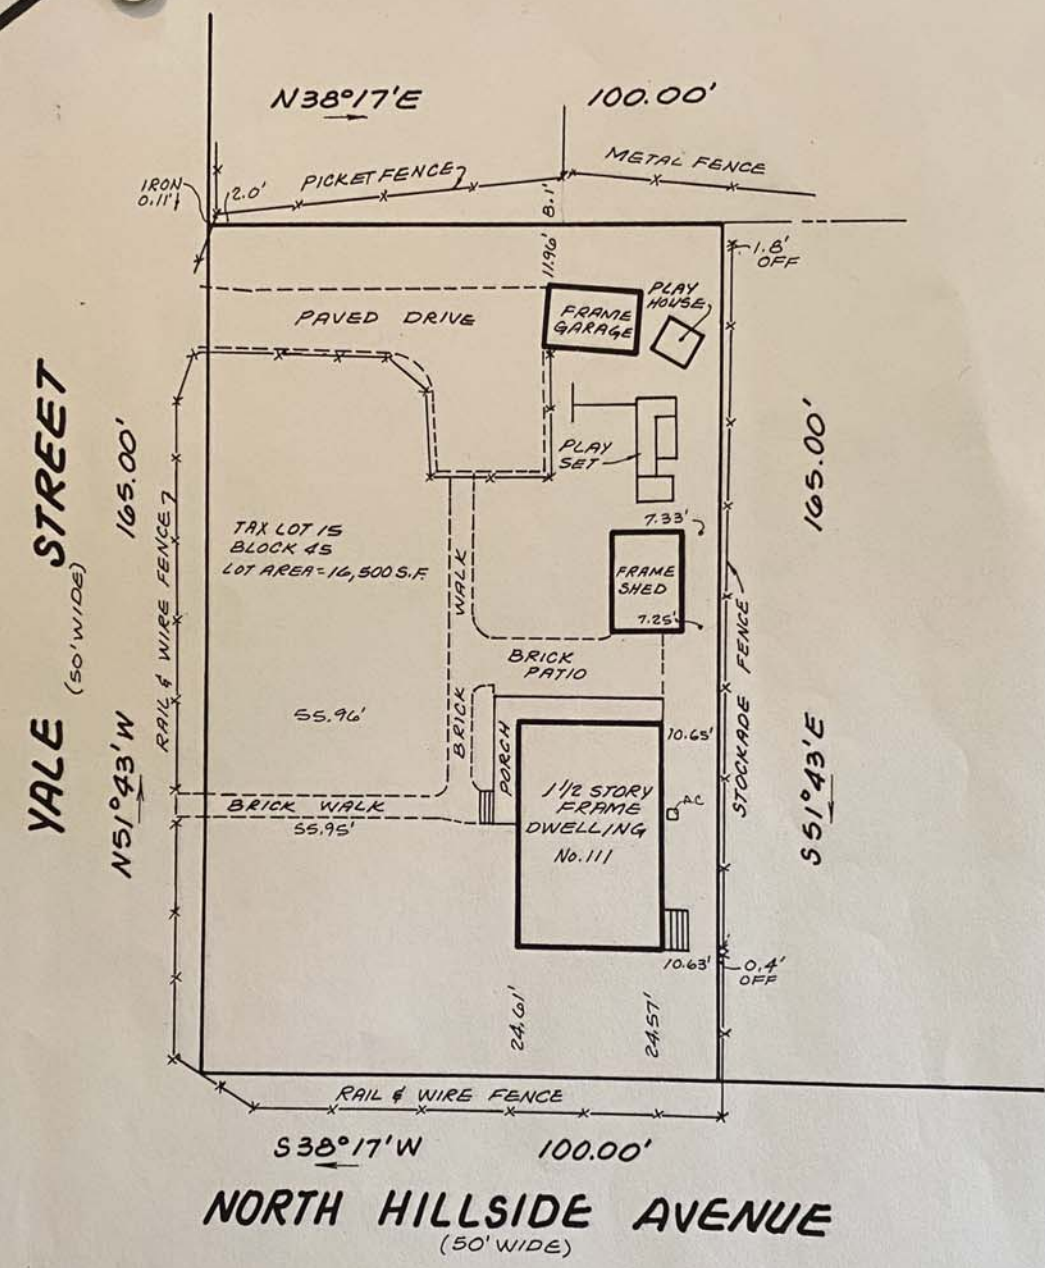 N38°17'E
100.00'
METAL FENCE
PICKET FENCE
IRON
0.11'
2.0'
8.1'
11.96'
1.8'
OFF
PLAY
HOUSE
FRAME
GARAGE
PAVED DRIVE
PLAY
SET
YALE STREET
(50' WIDE)
N51°43'W
165.00'
RAIL & WIRE FENCE
TAX LOT 15
BLOCK 45
LOT AREA=16,500 S.F.
BRICK WALK
7.33'
FRAME
SHED
7.25'
BRICK
PATIO
STOCKADE FENCE
S51°43'E
165.00'
55.96'
PORCH
10.65'
1 1/2 STORY
FRAME
DWELLING
No. 111
AC
BRICK WALK
55.95'
10.63'
0.4'
OFF
24.61'
24.57'
RAIL & WIRE FENCE
S38°17'W
100.00'
NORTH HILLSIDE AVENUE
(50' WIDE)